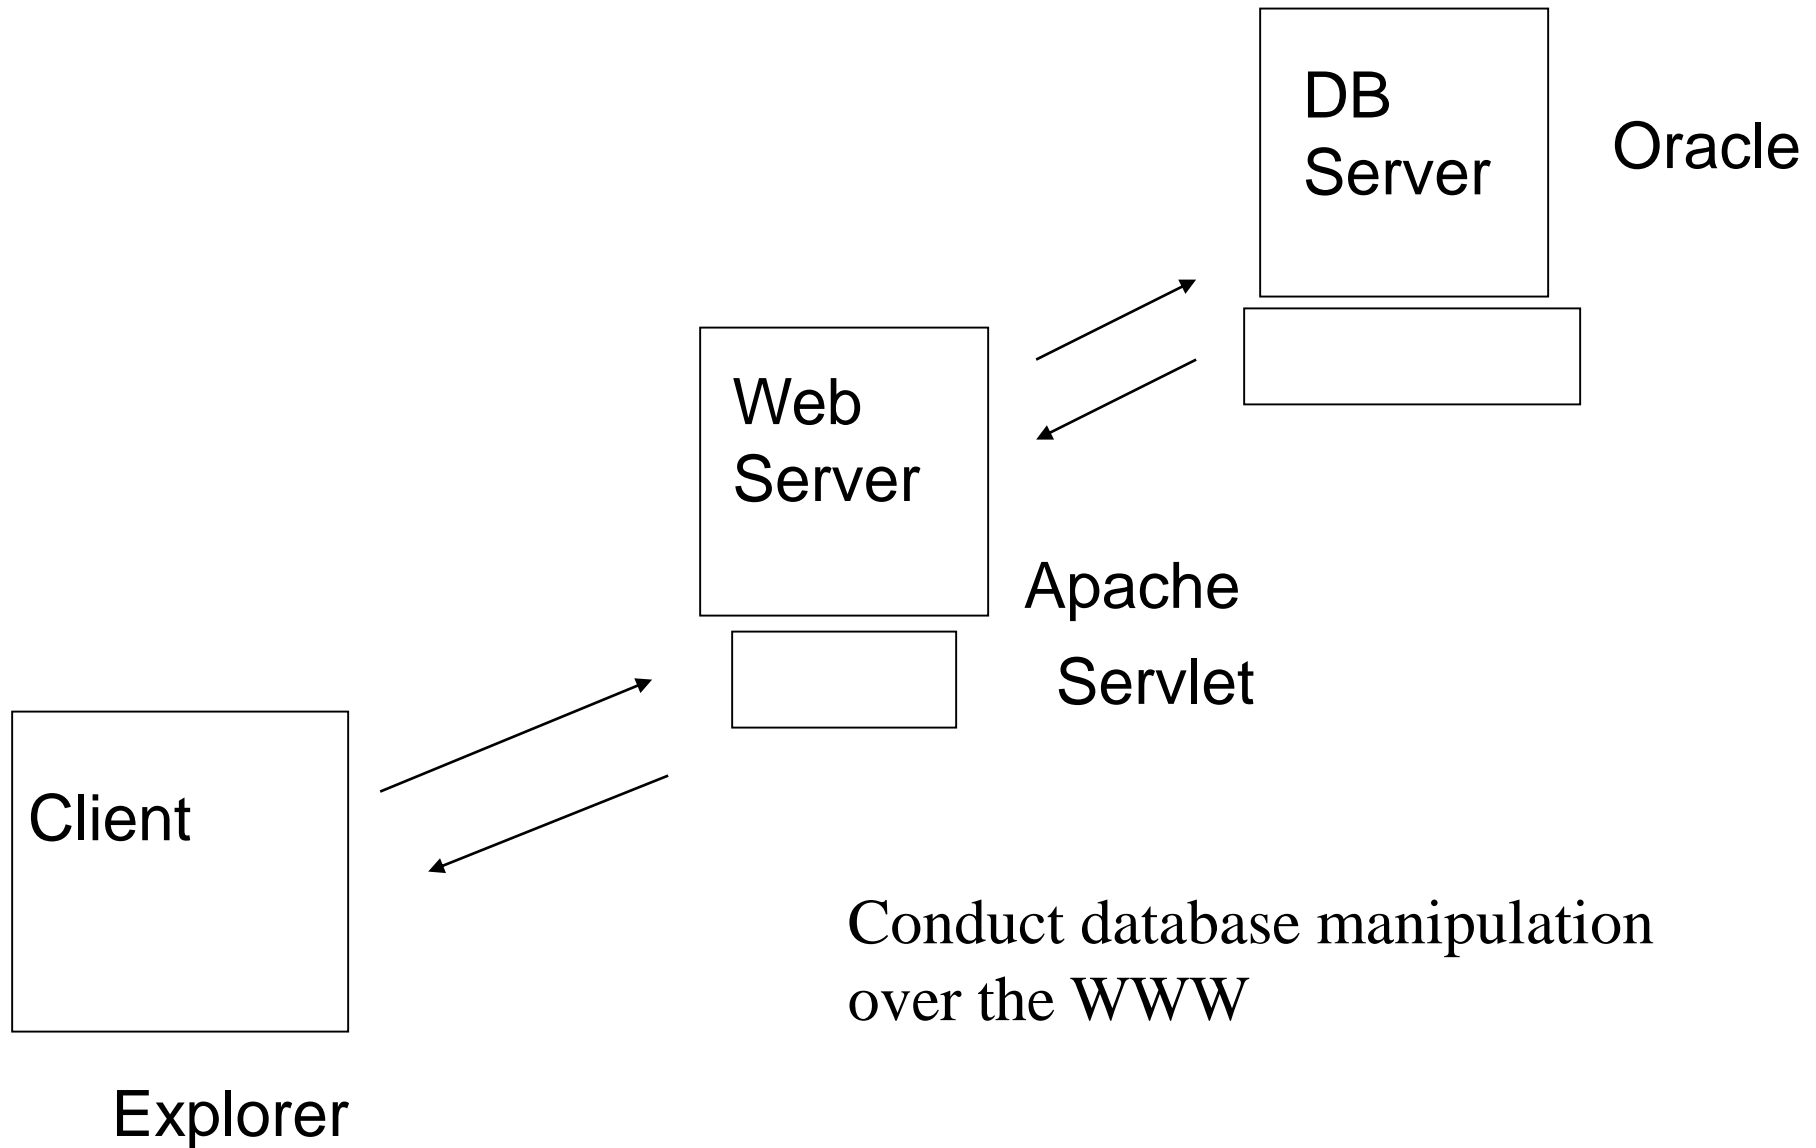 DB
Server
Oracle
Web
Server
Apache
Servlet
Client
Conduct database manipulation
over the WWW
Explorer